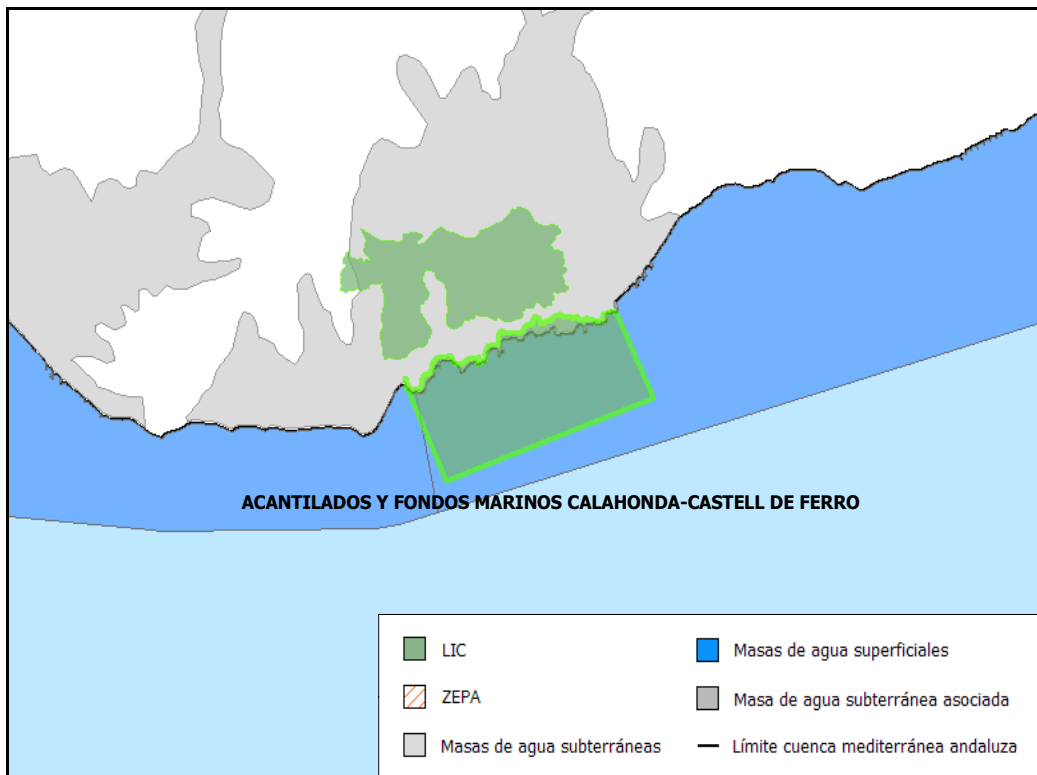 ACANTILADOS Y FONDOS MARINOS CALAHONDA-CASTELL DE FERRO
LIC
ZEPA
Masas de agua subterráneas
Masas de agua superficiales
Masa de agua subterránea asociada
Límite cuenca mediterránea andaluza